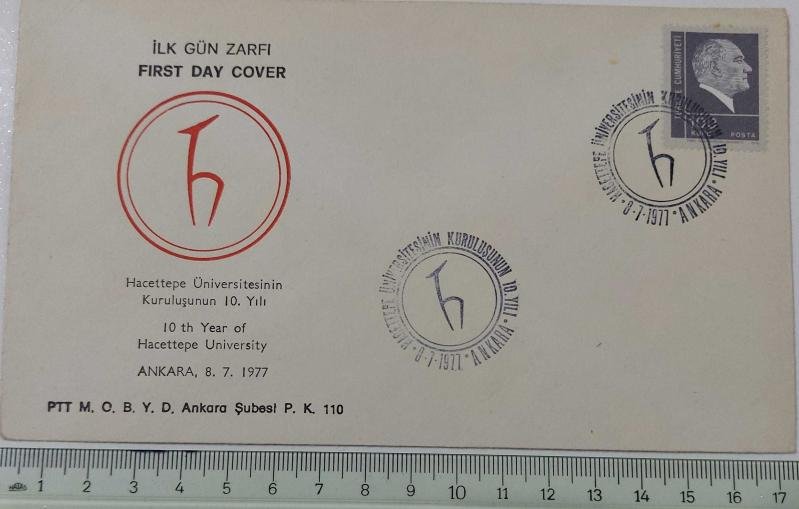 İLK GÜN ZARFI
FIRST DAY COVER
Hacettepe Üniversitesinin
Kuruluşunun 10. Yılı
10 th Year of
Hacettepe University
ANKARA, 8. 7. 1977
PTT M. O. B. Y. D. Ankara Şubesi P. K. 110
TÜRKİYE CUMHURİYETİ
POSTA
HACETTEPE ÜNİVERSİTESİNİN KURULUŞUNUN 10. YILI • ANKARA • 8-7-1977 •
HACETTEPE ÜNİVERSİTESİNİN KURULUŞUNUN 10. YILI • ANKARA • 8-7-1977 •
1 2 3 4 5 6 7 8 9 10 11 12 13 14 15 16 17